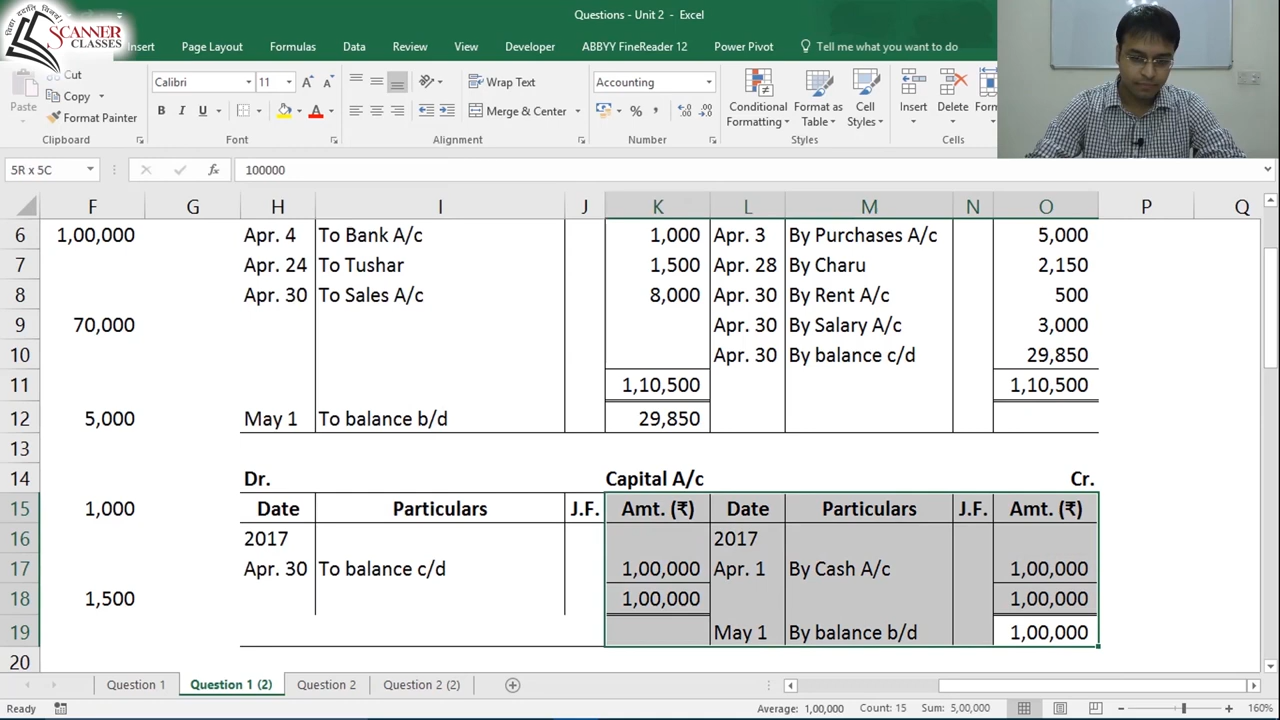 विद्या ददाति विनयं!
SCANNER
CLASSES
Questions - Unit 2 - Excel
Insert Page Layout Formulas Data Review View Developer ABBYY FineReader 12 Power Pivot Tell me what you want to do
Paste
Cut
Copy
Format Painter
Calibri 11
B I U
Wrap Text
Merge & Center
Accounting
Conditional Formatting
Format as Table
Cell Styles
Insert
Delete
Clipboard Font Alignment Number Styles Cells
5R x 5C fx 100000
F G H I J K L M N O P Q
6 1,00,000 Apr. 4 To Bank A/c 1,000 Apr. 3 By Purchases A/c 5,000
7 Apr. 24 To Tushar 1,500 Apr. 28 By Charu 2,150
8 Apr. 30 To Sales A/c 8,000 Apr. 30 By Rent A/c 500
9 70,000 Apr. 30 By Salary A/c 3,000
10 Apr. 30 By balance c/d 29,850
11 1,10,500 1,10,500
12 5,000 May 1 To balance b/d 29,850
13
14 Dr. Capital A/c Cr.
15 1,000 Date Particulars J.F. Amt. (₹) Date Particulars J.F. Amt. (₹)
16 2017 2017
17 Apr. 30 To balance c/d 1,00,000 Apr. 1 By Cash A/c 1,00,000
18 1,500 1,00,000 1,00,000
19 May 1 By balance b/d 1,00,000
20
Question 1 Question 1 (2) Question 2 Question 2 (2)
Ready Average: 1,00,000 Count: 15 Sum: 5,00,000 160%